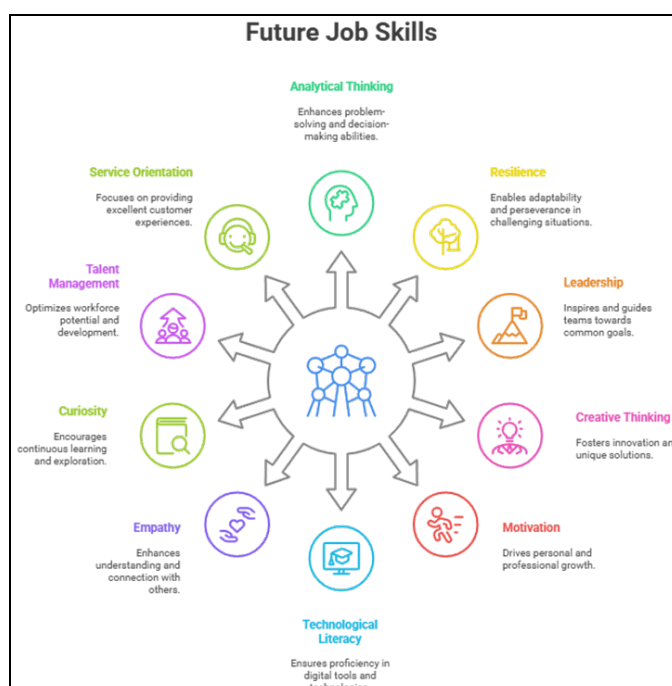 Future Job Skills
Analytical Thinking
Enhances problem-
solving and decision-
making abilities.
Service Orientation
Focuses on providing
excellent customer
experiences.
Resilience
Enables adaptability
and perseverance in
challenging situations.
Talent
Management
Optimizes workforce
potential and
development.
Leadership
Inspires and guides
teams towards
common goals.
Curiosity
Encourages
continuous learning
and exploration.
Creative Thinking
Fosters innovation an
unique solutions.
Empathy
Enhances
understanding and
connection with
others.
Motivation
Drives personal and
professional growth.
Technological
Literacy
Ensures proficiency in
digital tools and